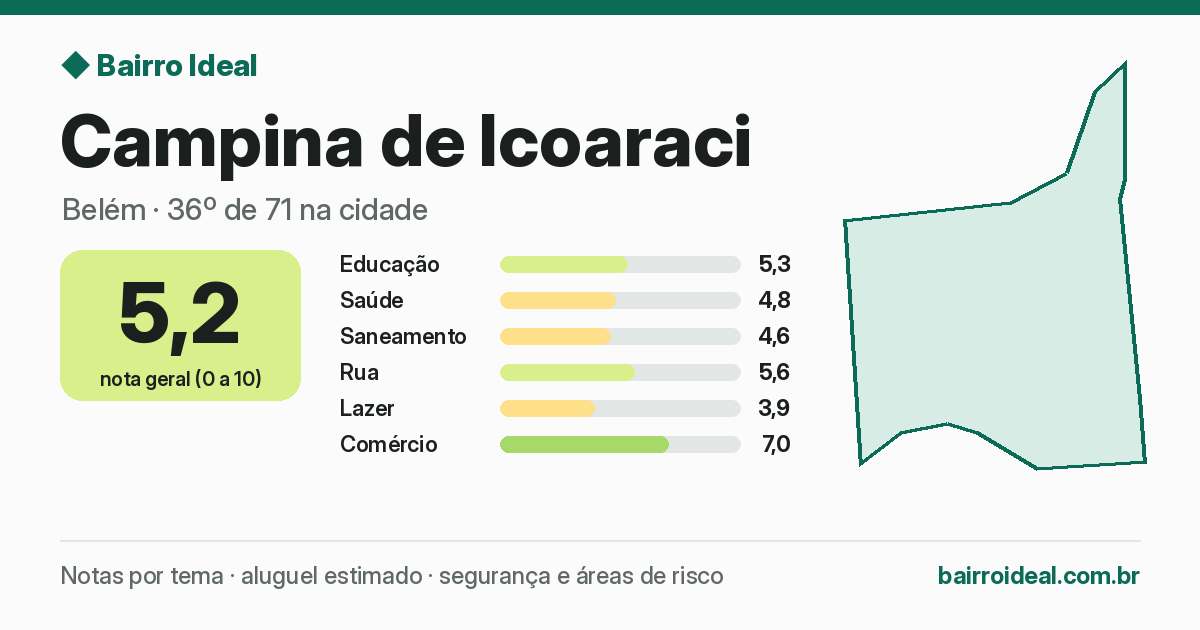 Bairro Ideal
Campina de Icoaraci
Belém · 36º de 71 na cidade
5,2
nota geral (0 a 10)
Educação 5,3
Saúde 4,8
Saneamento 4,6
Rua 5,6
Lazer 3,9
Comércio 7,0
Notas por tema · aluguel estimado · segurança e áreas de risco
bairroideal.com.br